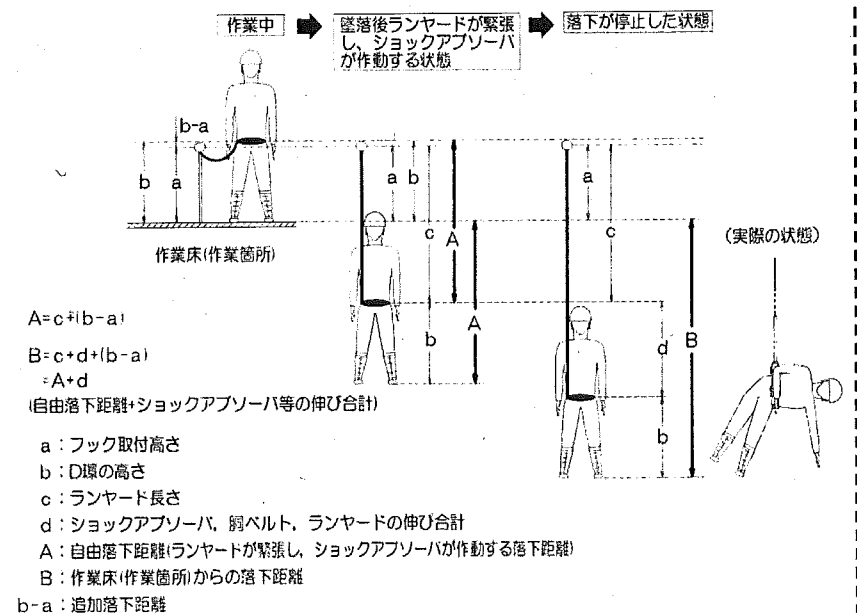 作業中
墜落後ランヤードが緊張
し、ショックアブソーバ
が作動する状態
落下が停止した状態
b-a
b
a
a
b
c
A
A
b
a
c
d
B
b
作業床(作業箇所)
(実際の状態)
A=c+(b-a)
B=c+d+(b-a)
=A+d
(自由落下距離+ショックアブソーバ等の伸び合計)
a:フック取付高さ
b:D環の高さ
c:ランヤード長さ
d:ショックアブソーバ,胴ベルト,ランヤードの伸び合計
A:自由落下距離(ランヤードが緊張し、ショックアブソーバが作動する落下距離)
B:作業床(作業箇所)からの落下距離
b-a:追加落下距離